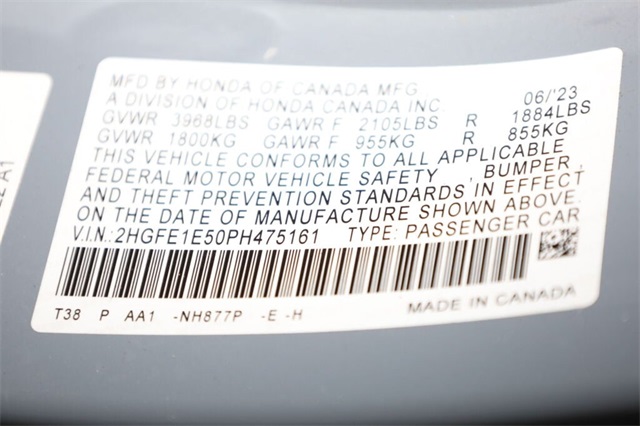 MFD BY HONDA OF CANADA MFG. 06/'23
A DIVISION OF HONDA CANADA INC.
GVWR 3968LBS GAWR F 2105LBS R 1884LBS
GVWR 1800KG GAWR F 955KG R 855KG
THIS VEHICLE CONFORMS TO ALL APPLICABLE
FEDERAL MOTOR VEHICLE SAFETY , BUMPER,
AND THEFT PREVENTION STANDARDS IN EFFECT
ON THE DATE OF MANUFACTURE SHOWN ABOVE.
V.I.N.:2HGFE1E50PH475161 TYPE: PASSENGER CAR
T38 P AA1 -NH877P -E -H MADE IN CANADA